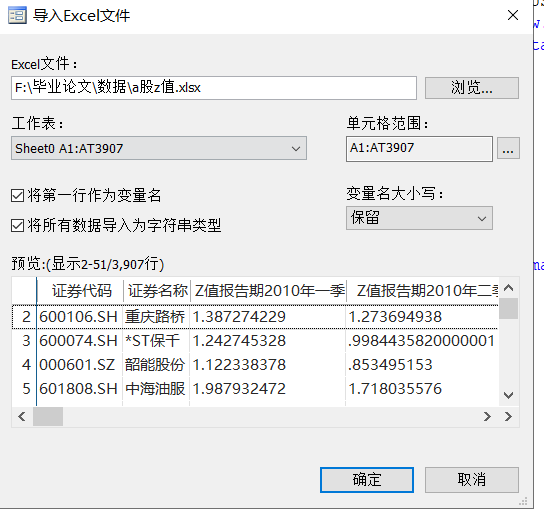 导入Excel文件
Excel文件：
F:\毕业论文\数据\a股z值.xlsx
浏览...
工作表：
单元格范围：
Sheet0 A1:AT3907
A1:AT3907
...
将第一行作为变量名
变量名大小写：
将所有数据导入为字符串类型
保留
预览:(显示2-51/3,907行)
证券代码 证券名称 Z值报告期2010年一季 Z值报告期2010年二季
2 600106.SH 重庆路桥 1.387274229 1.273694938
3 600074.SH *ST保千 1.242745328 .9984435820000001
4 000601.SZ 韶能股份 1.122338378 .853495153
5 601808.SH 中海油服 1.987932472 1.718035576
确定
取消